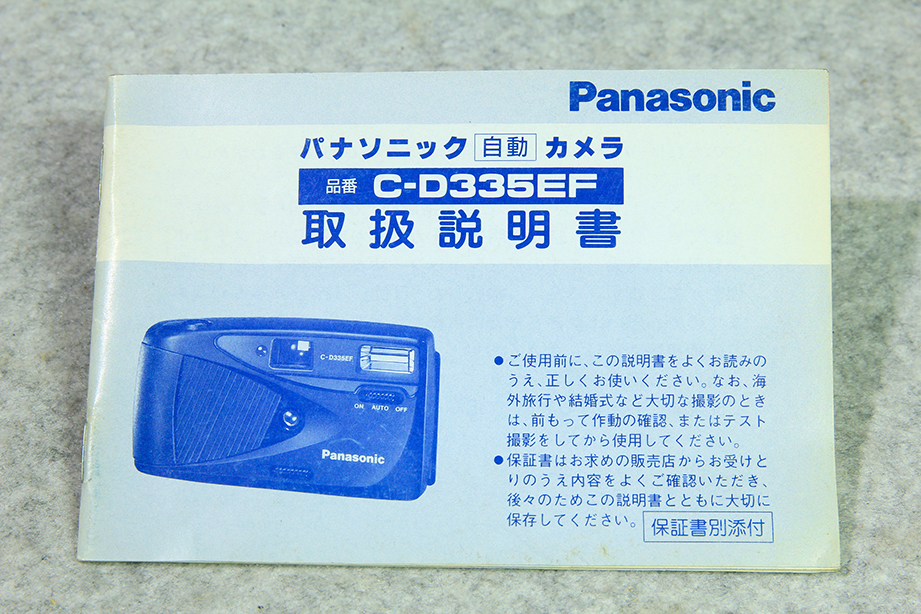 Panasonic
パナソニック 自動 カメラ
品番 C-D335EF
取扱説明書
C-D335EF
ON AUTO OFF
Panasonic
●ご使用前に、この説明書をよくお読みの
うえ、正しくお使いください。なお、海
外旅行や結婚式など大切な撮影のとき
は、前もって作動の確認、またはテスト
撮影をしてから使用してください。
●保証書はお求めの販売店からお受けと
りのうえ内容をよくご確認いただき、
後々のためこの説明書とともに大切に
保存してください。
保証書別添付